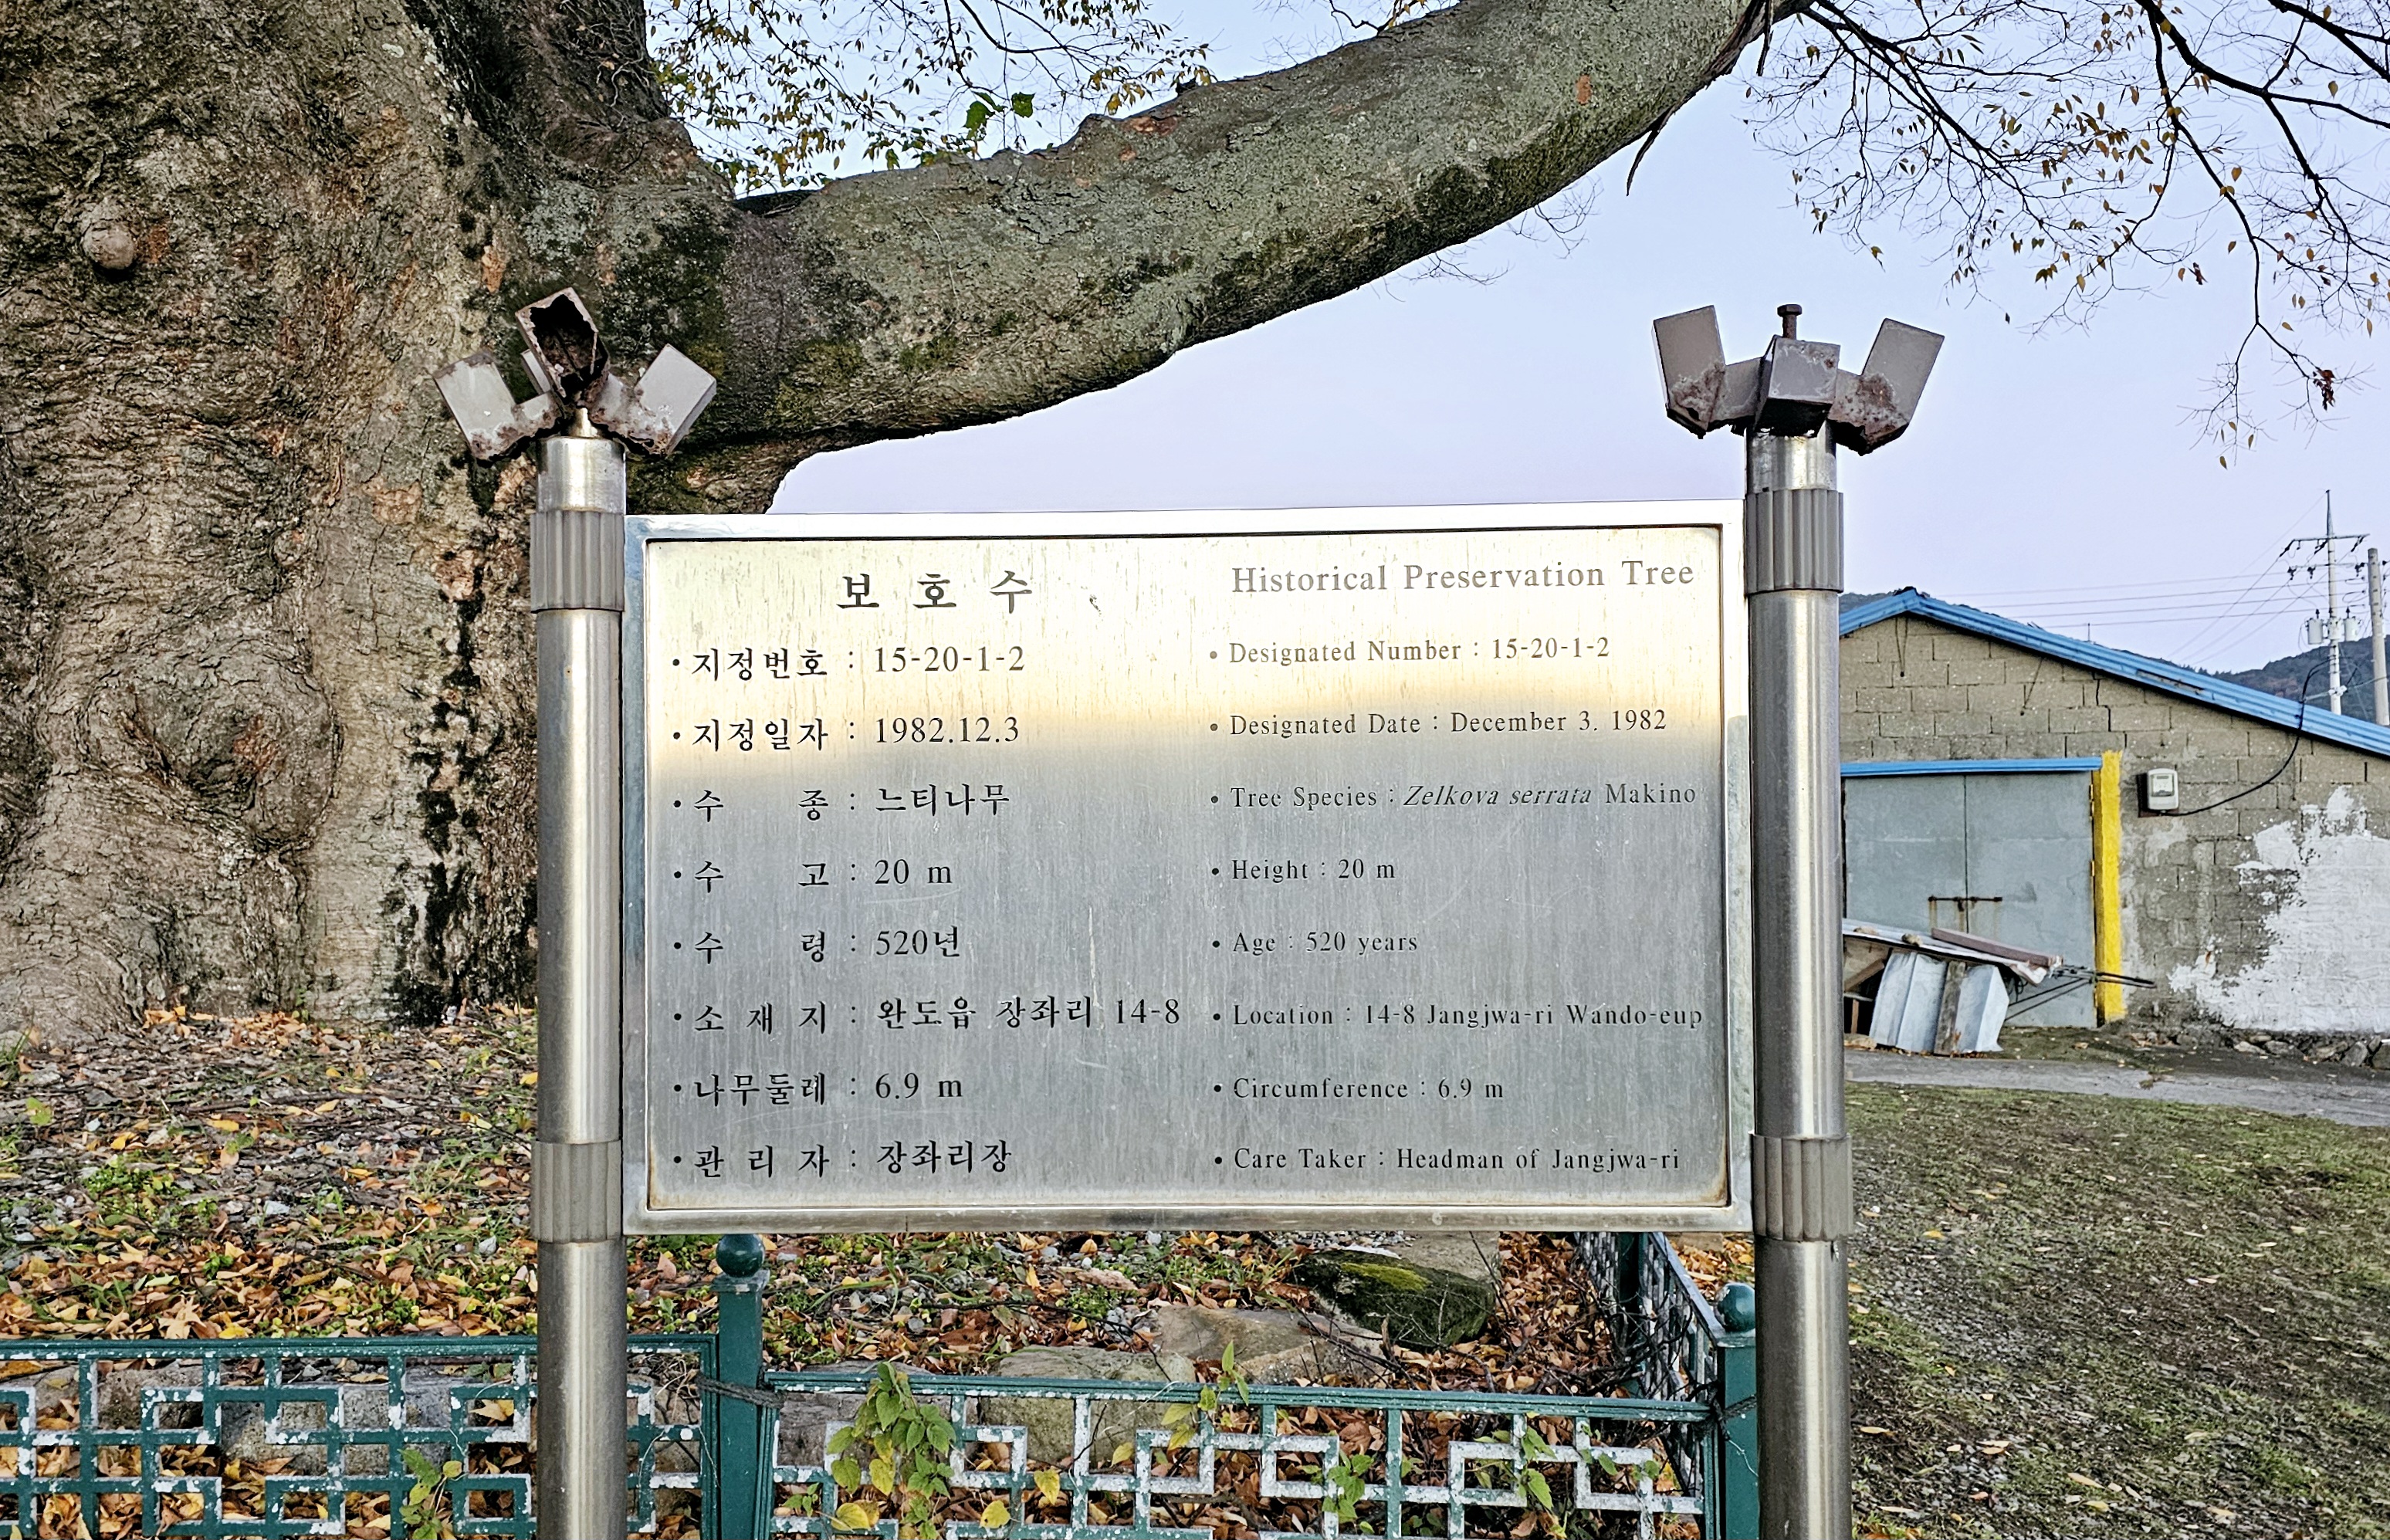 보 호 수
• 지정번호 : 15-20-1-2
• 지정일자 : 1982.12.3
• 수 종 : 느티나무
• 수 고 : 20 m
• 수 령 : 520년
• 소 재 지 : 완도읍 장좌리 14-8
• 나무둘레 : 6.9 m
• 관 리 자 : 장좌리장
Historical Preservation Tree
• Designated Number : 15-20-1-2
• Designated Date : December 3. 1982
• Tree Species : Zelkova serrata Makino
• Height : 20 m
• Age : 520 years
• Location : 14-8 Jangjwa-ri Wando-eup
• Circumference : 6.9 m
• Care Taker : Headman of Jangjwa-ri